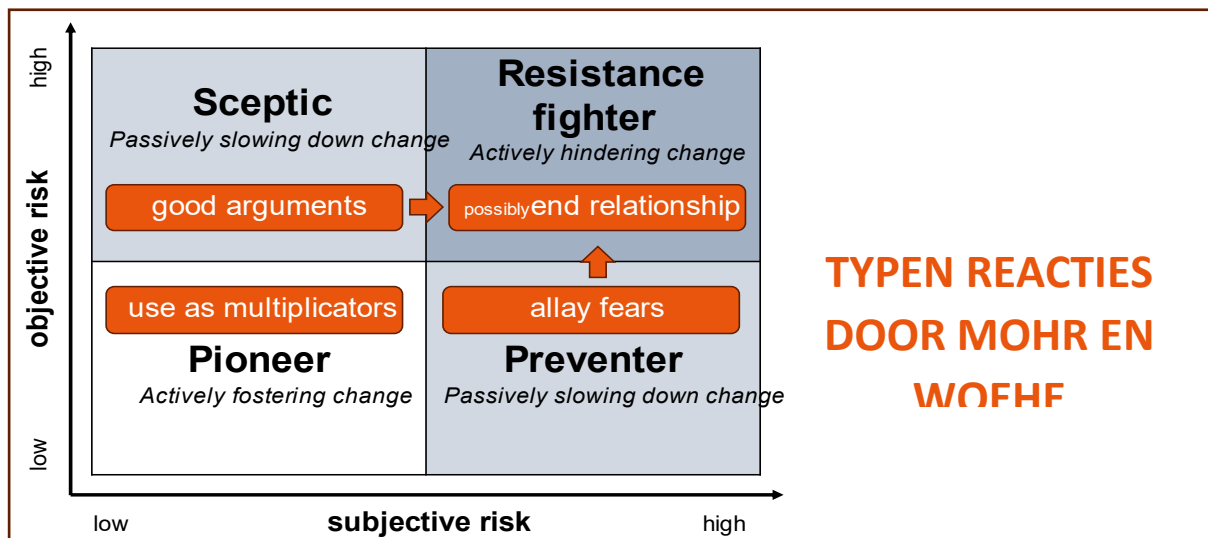 high
objective risk
low
Sceptic
Passively slowing down change
good arguments
Resistance
fighter
Actively hindering change
possibly end relationship
use as multiplicators
Pioneer
Actively fostering change
allay fears
Preventer
Passively slowing down change
low
subjective risk
high
TYPEN REACTIES
DOOR MOHR EN
WOEHE